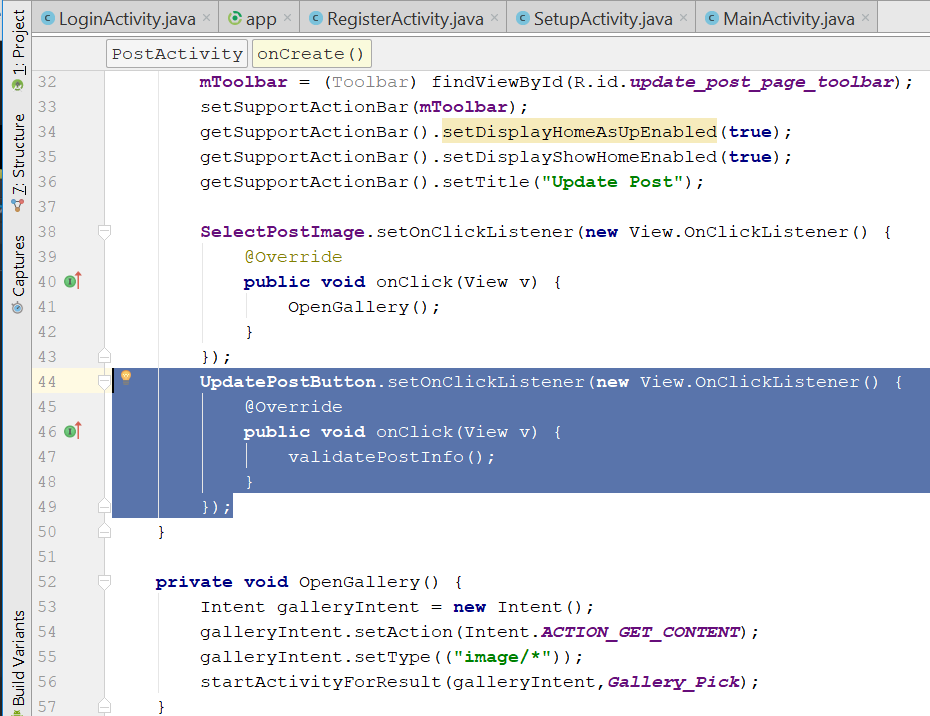 LoginActivity.java × app × RegisterActivity.java × SetupActivity.java × MainActivity.java ×
1: Project
7: Structure
Captures
Build Variants
PostActivity onCreate()
32 mToolbar = (Toolbar) findViewById(R.id.update_post_page_toolbar);
33 setSupportActionBar(mToolbar);
34 getSupportActionBar().setDisplayHomeAsUpEnabled(true);
35 getSupportActionBar().setDisplayShowHomeEnabled(true);
36 getSupportActionBar().setTitle("Update Post");
37
38 SelectPostImage.setOnClickListener(new View.OnClickListener() {
39 @Override
40 public void onClick(View v) {
41 OpenGallery();
42 }
43 });
44 UpdatePostButton.setOnClickListener(new View.OnClickListener() {
45 @Override
46 public void onClick(View v) {
47 validatePostInfo();
48 }
49 });
50 }
51
52 private void OpenGallery() {
53 Intent galleryIntent = new Intent();
54 galleryIntent.setAction(Intent.ACTION_GET_CONTENT);
55 galleryIntent.setType(("image/*"));
56 startActivityForResult(galleryIntent,Gallery_Pick);
57 }